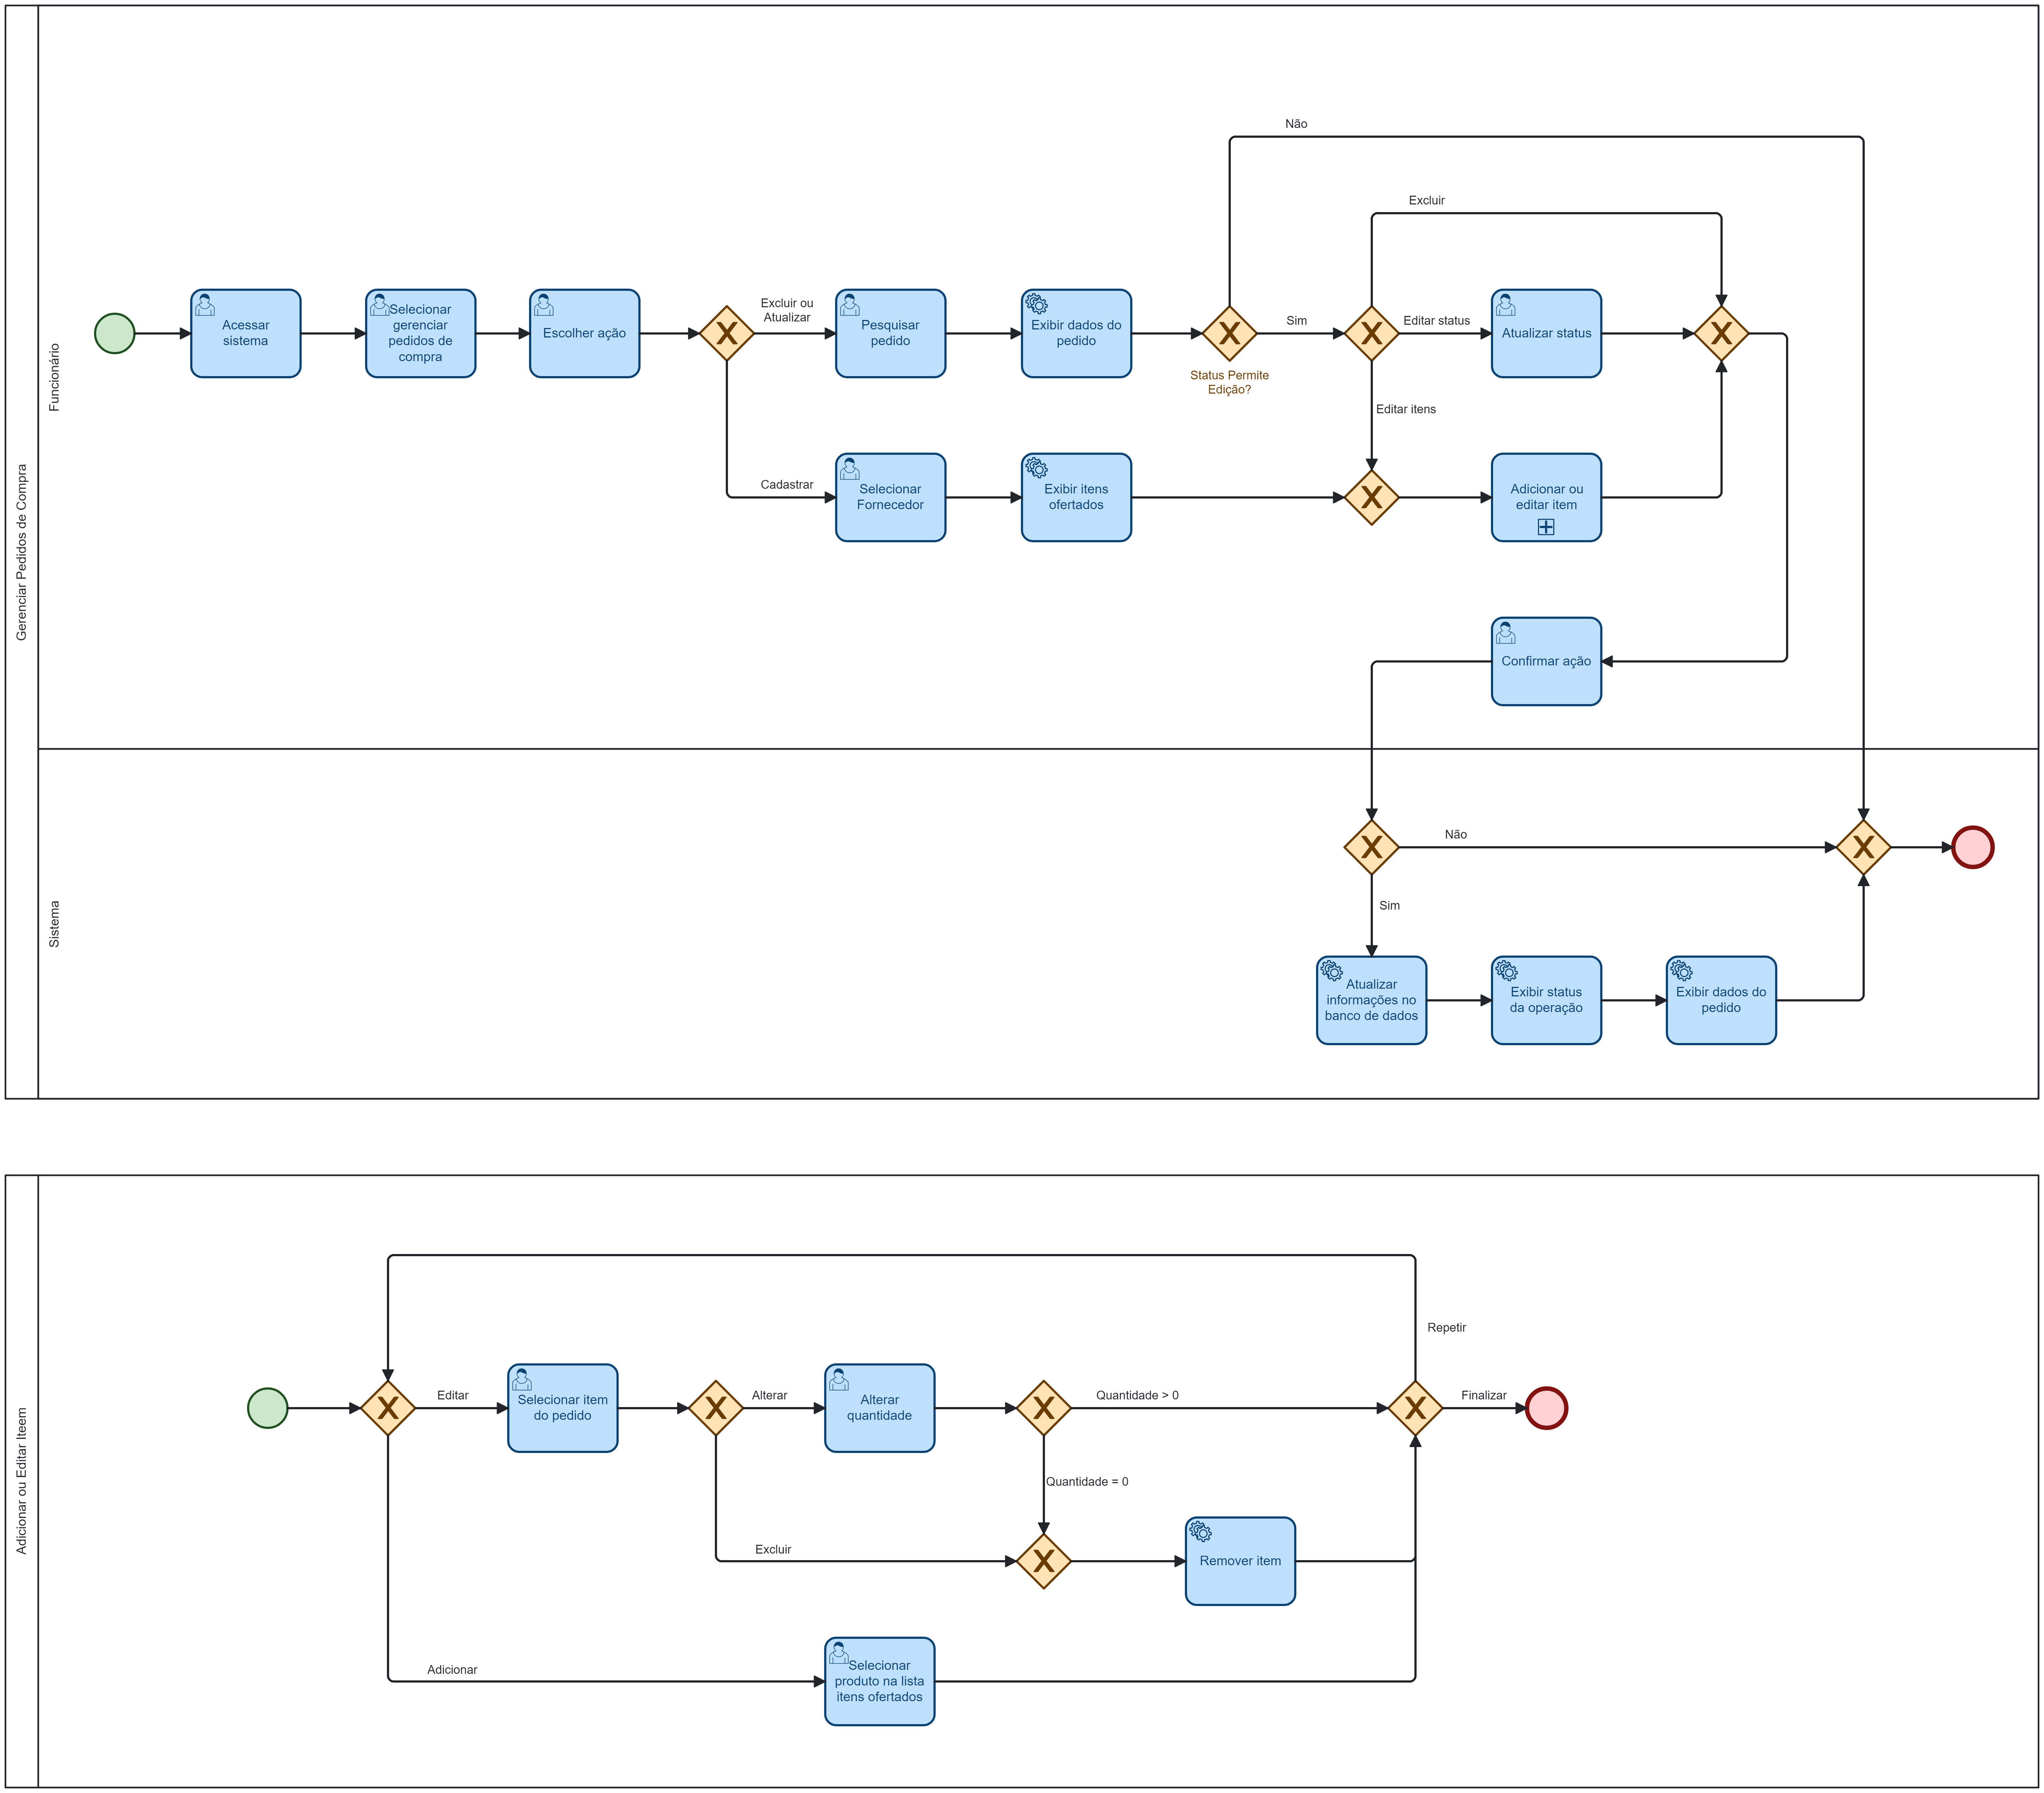 Gerenciar Pedidos de Compra
Funcionário
Não
Excluir
Acessar
sistema
Selecionar
gerenciar
pedidos de
compra
Escolher ação
Excluir ou
Atualizar
Pesquisar
pedido
Exibir dados do
pedido
Status Permite
Edição?
Sim
Editar status
Atualizar status
Editar itens
Cadastrar
Selecionar
Fornecedor
Exibir itens
ofertados
Adicionar ou
editar item
Confirmar ação
Sistema
Não
Sim
Atualizar
informações no
banco de dados
Exibir status
da operação
Exibir dados do
pedido
Adicionar ou Editar Iteem
Repetir
Editar
Selecionar item
do pedido
Alterar
Alterar
quantidade
Quantidade > 0
Finalizar
Quantidade = 0
Excluir
Remover item
Adicionar
Selecionar
produto na lista
itens ofertados